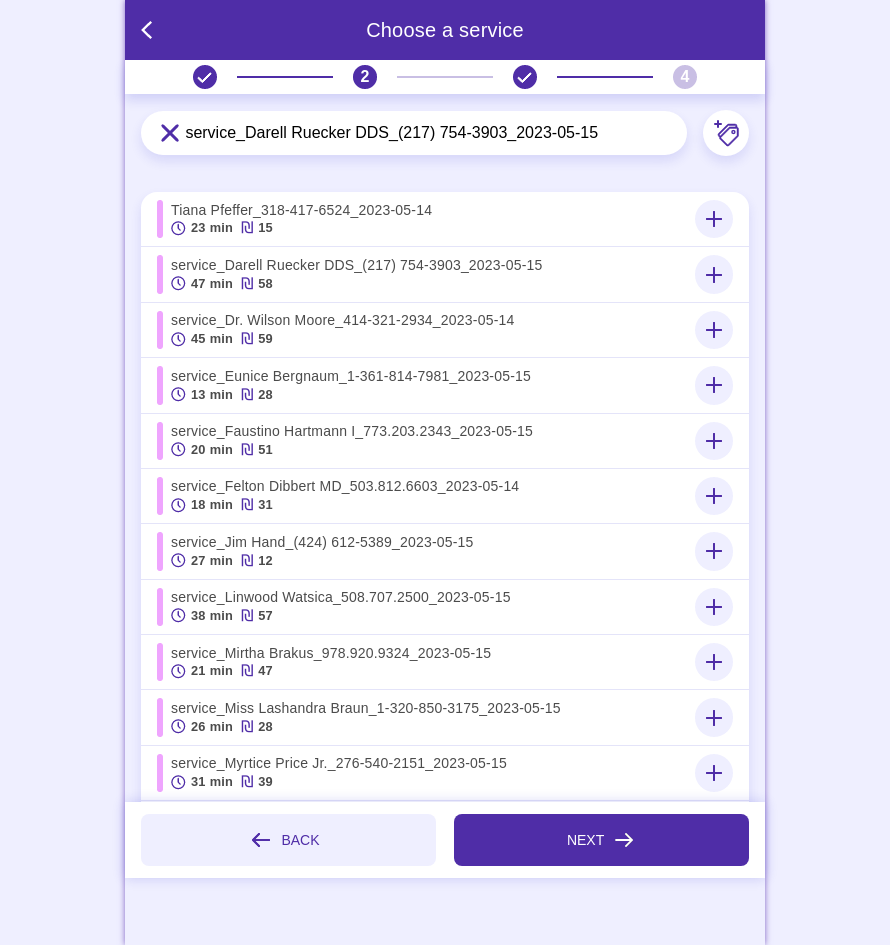 Choose a service
2
4
service_Darell Ruecker DDS_(217) 754-3903_2023-05-15
Tiana Pfeffer_318-417-6524_2023-05-14
23 min ₪ 15
service_Darell Ruecker DDS_(217) 754-3903_2023-05-15
47 min ₪ 58
service_Dr. Wilson Moore_414-321-2934_2023-05-14
45 min ₪ 59
service_Eunice Bergnaum_1-361-814-7981_2023-05-15
13 min ₪ 28
service_Faustino Hartmann I_773.203.2343_2023-05-15
20 min ₪ 51
service_Felton Dibbert MD_503.812.6603_2023-05-14
18 min ₪ 31
service_Jim Hand_(424) 612-5389_2023-05-15
27 min ₪ 12
service_Linwood Watsica_508.707.2500_2023-05-15
38 min ₪ 57
service_Mirtha Brakus_978.920.9324_2023-05-15
21 min ₪ 47
service_Miss Lashandra Braun_1-320-850-3175_2023-05-15
26 min ₪ 28
service_Myrtice Price Jr._276-540-2151_2023-05-15
31 min ₪ 39
BACK
NEXT